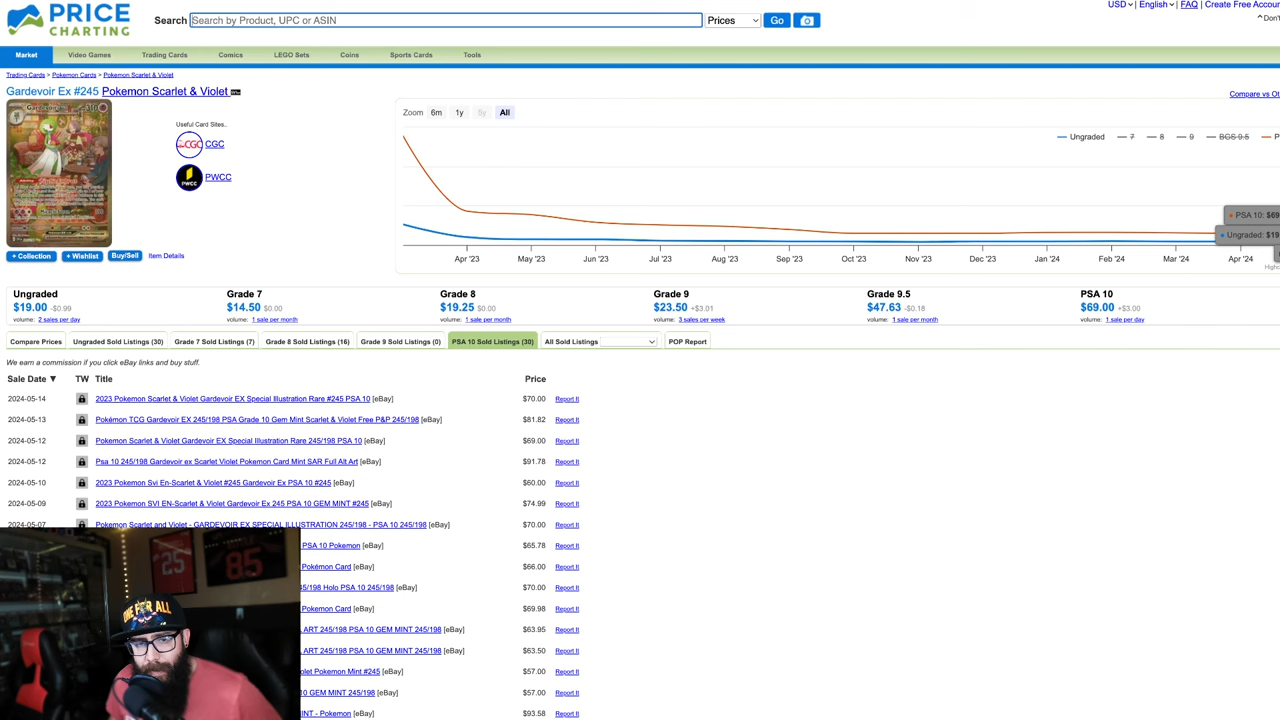 PRICE
CHARTING
Search
Search by Product, UPC or ASIN
Prices
Go
USD
English
FAQ
Create Free Accoun
Market
Video Games
Trading Cards
Comics
LEGO Sets
Coins
Sports Cards
Tools
Trading Cards > Pokemon Cards > Pokemon Scarlet & Violet
Gardevoir Ex #245 Pokemon Scarlet & Violet
Compare vs Ot
Useful Card Sites..
CGC
CGC
PWCC
PWCC
+ Collection
+ Wishlist
Buy/Sell
Item Details
Zoom 6m 1y 5y All
Ungraded 7 8 9 BGS 9.5 P
PSA 10: $69
Ungraded: $19
Apr '23 May '23 Jun '23 Jul '23 Aug '23 Sep '23 Oct '23 Nov '23 Dec '23 Jan '24 Feb '24 Mar '24 Apr '24
Highc
Ungraded Grade 7 Grade 8 Grade 9 Grade 9.5 PSA 10
$19.00 -$0.99 $14.50 $0.00 $19.25 $0.00 $23.50 +$3.01 $47.63 -$0.18 $69.00 +$3.00
volume: 2 sales per day volume: 1 sale per month volume: 1 sale per month volume: 3 sales per week volume: 1 sale per month volume: 1 sale per day
Compare Prices Ungraded Sold Listings (30) Grade 7 Sold Listings (7) Grade 8 Sold Listings (16) Grade 9 Sold Listings (0) PSA 10 Sold Listings (30) All Sold Listings POP Report
We earn a commission if you click eBay links and buy stuff.
Sale Date ▼ TW Title Price
2024-05-14 2023 Pokemon Scarlet & Violet Gardevoir EX Special Illustration Rare #245 PSA 10 [eBay] $70.00 Report It
2024-05-13 Pokémon TCG Gardevoir EX 245/198 PSA Grade 10 Gem Mint Scarlet & Violet Free P&P 245/198 [eBay] $81.82 Report It
2024-05-12 Pokemon Scarlet & Violet Gardevoir EX Special Illustration Rare 245/198 PSA 10 [eBay] $69.00 Report It
2024-05-12 Psa 10 245/198 Gardevoir ex Scarlet Violet Pokemon Card Mint SAR Full Alt Art [eBay] $91.78 Report It
2024-05-10 2023 Pokemon Svi En-Scarlet & Violet #245 Gardevoir Ex PSA 10 #245 [eBay] $60.00 Report It
2024-05-09 2023 Pokemon SVI EN-Scarlet & Violet Gardevoir Ex 245 PSA 10 GEM MINT #245 [eBay] $74.99 Report It
2024-05-07 Pokemon Scarlet and Violet - GARDEVOIR EX SPECIAL ILLUSTRATION 245/198 - PSA 10 245/198 [eBay] $70.00 Report It
PSA 10 Pokemon [eBay] $65.78 Report It
Pokémon Card [eBay] $66.00 Report It
45/198 Holo PSA 10 245/198 [eBay] $70.00 Report It
Pokemon Card [eBay] $69.98 Report It
ART 245/198 PSA 10 GEM MINT 245/198 [eBay] $63.95 Report It
ART 245/198 PSA 10 GEM MINT 245/198 [eBay] $63.50 Report It
olet Pokemon Mint #245 [eBay] $57.00 Report It
10 GEM MINT 245/198 [eBay] $57.00 Report It
INT - Pokemon [eBay] $93.58 Report It
25
85
ONE FOR ALL